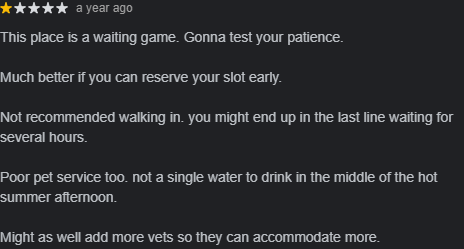 a year ago
This place is a waiting game. Gonna test your patience.
Much better if you can reserve your slot early.
Not recommended walking in. you might end up in the last line waiting for
several hours.
Poor pet service too. not a single water to drink in the middle of the hot
summer afternoon.
Might as well add more vets so they can accommodate more.